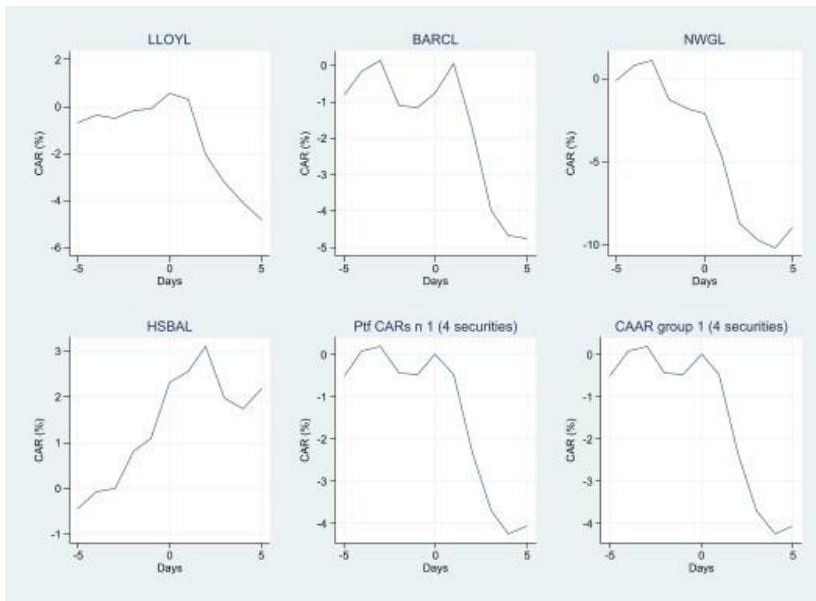 LLOYL
2
0
-2
-4
-6
CAR (%)
-5 0 5
Days
BARCL
0
-1
-2
-3
-4
-5
CAR (%)
-5 0 5
Days
NWGL
0
-5
-10
CAR (%)
-5 0 5
Days
HSBAL
3
2
1
0
-1
CAR (%)
-5 0 5
Days
Ptf CARs n 1 (4 securities)
0
-1
-2
-3
-4
CAR (%)
-5 0 5
Days
CAAR group 1 (4 securities)
0
-1
-2
-3
-4
CAR (%)
-5 0 5
Days